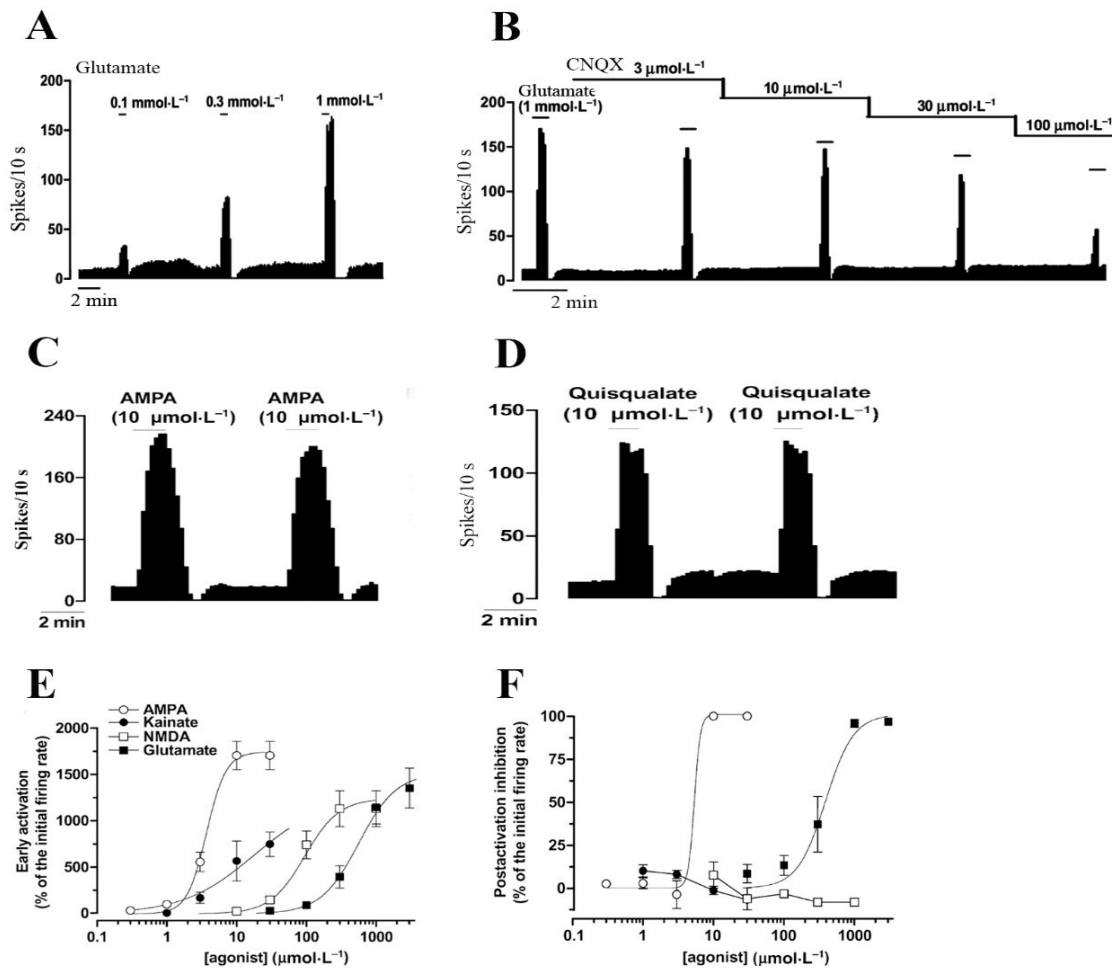 A
Glutamate
200
150
100
50
0
Spikes/10 s
0.1 mmol·L⁻¹
0.3 mmol·L⁻¹
1 mmol·L⁻¹
2 min
B
CNQX
3 μmol·L⁻¹
10 μmol·L⁻¹
30 μmol·L⁻¹
100 μmol·L⁻¹
Glutamate
(1 mmol·L⁻¹)
200
150
100
50
0
Spikes/10 s
2 min
C
AMPA
(10 μmol·L⁻¹)
AMPA
(10 μmol·L⁻¹)
240
160
80
0
Spikes/10 s
2 min
D
Quisqualate
(10 μmol·L⁻¹)
Quisqualate
(10 μmol·L⁻¹)
150
100
50
0
Spikes/10 s
2 min
E
AMPA
Kainate
NMDA
Glutamate
2000
1750
1500
1250
1000
750
500
250
0
Early activation
(% of the initial firing rate)
0.1
1
10
100
1000
[agonist] (μmol·L⁻¹)
F
100
75
50
25
0
Postactivation inhibition
(% of the initial firing rate)
0.1
1
10
100
1000
[agonist] (μmol·L⁻¹)